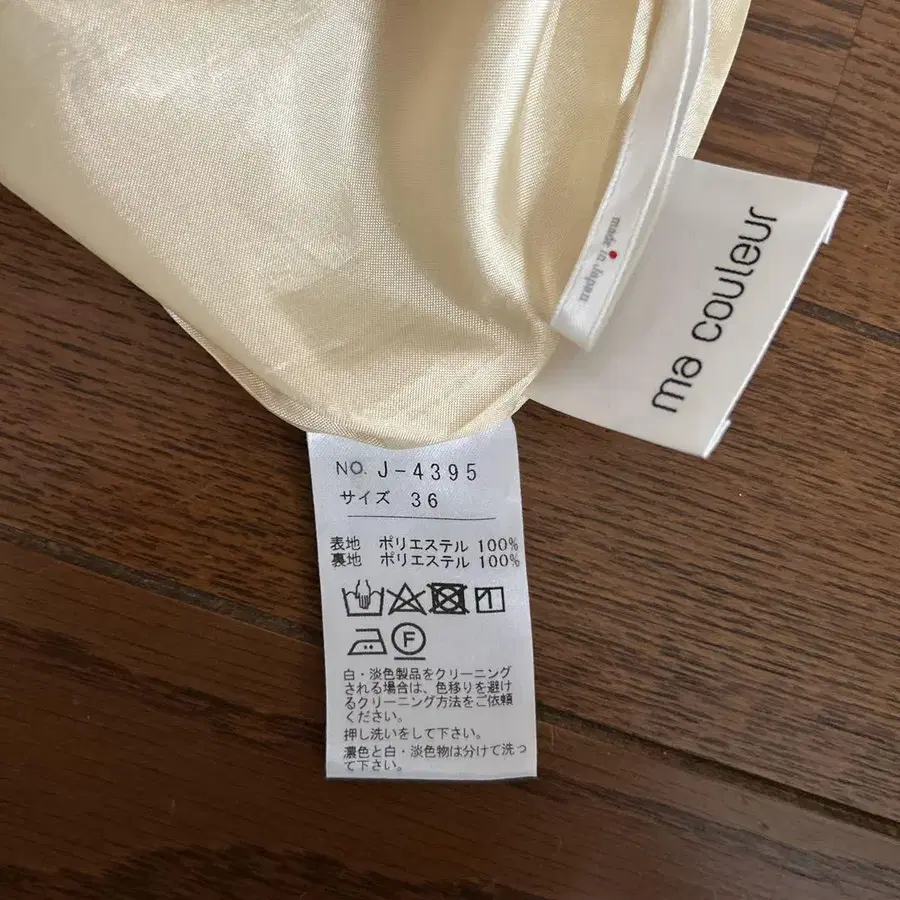 made in Japan
ma couleur
NO. J-4395
サイズ 36
表地 ポリエステル 100%
裏地 ポリエステル 100%
F
白・淡色製品をクリーニング
される場合は、色移りを避け
るクリーニング方法をご依頼
ください。
押し洗いをして下さい。
濃色と白・淡色物は分けて洗っ
て下さい。